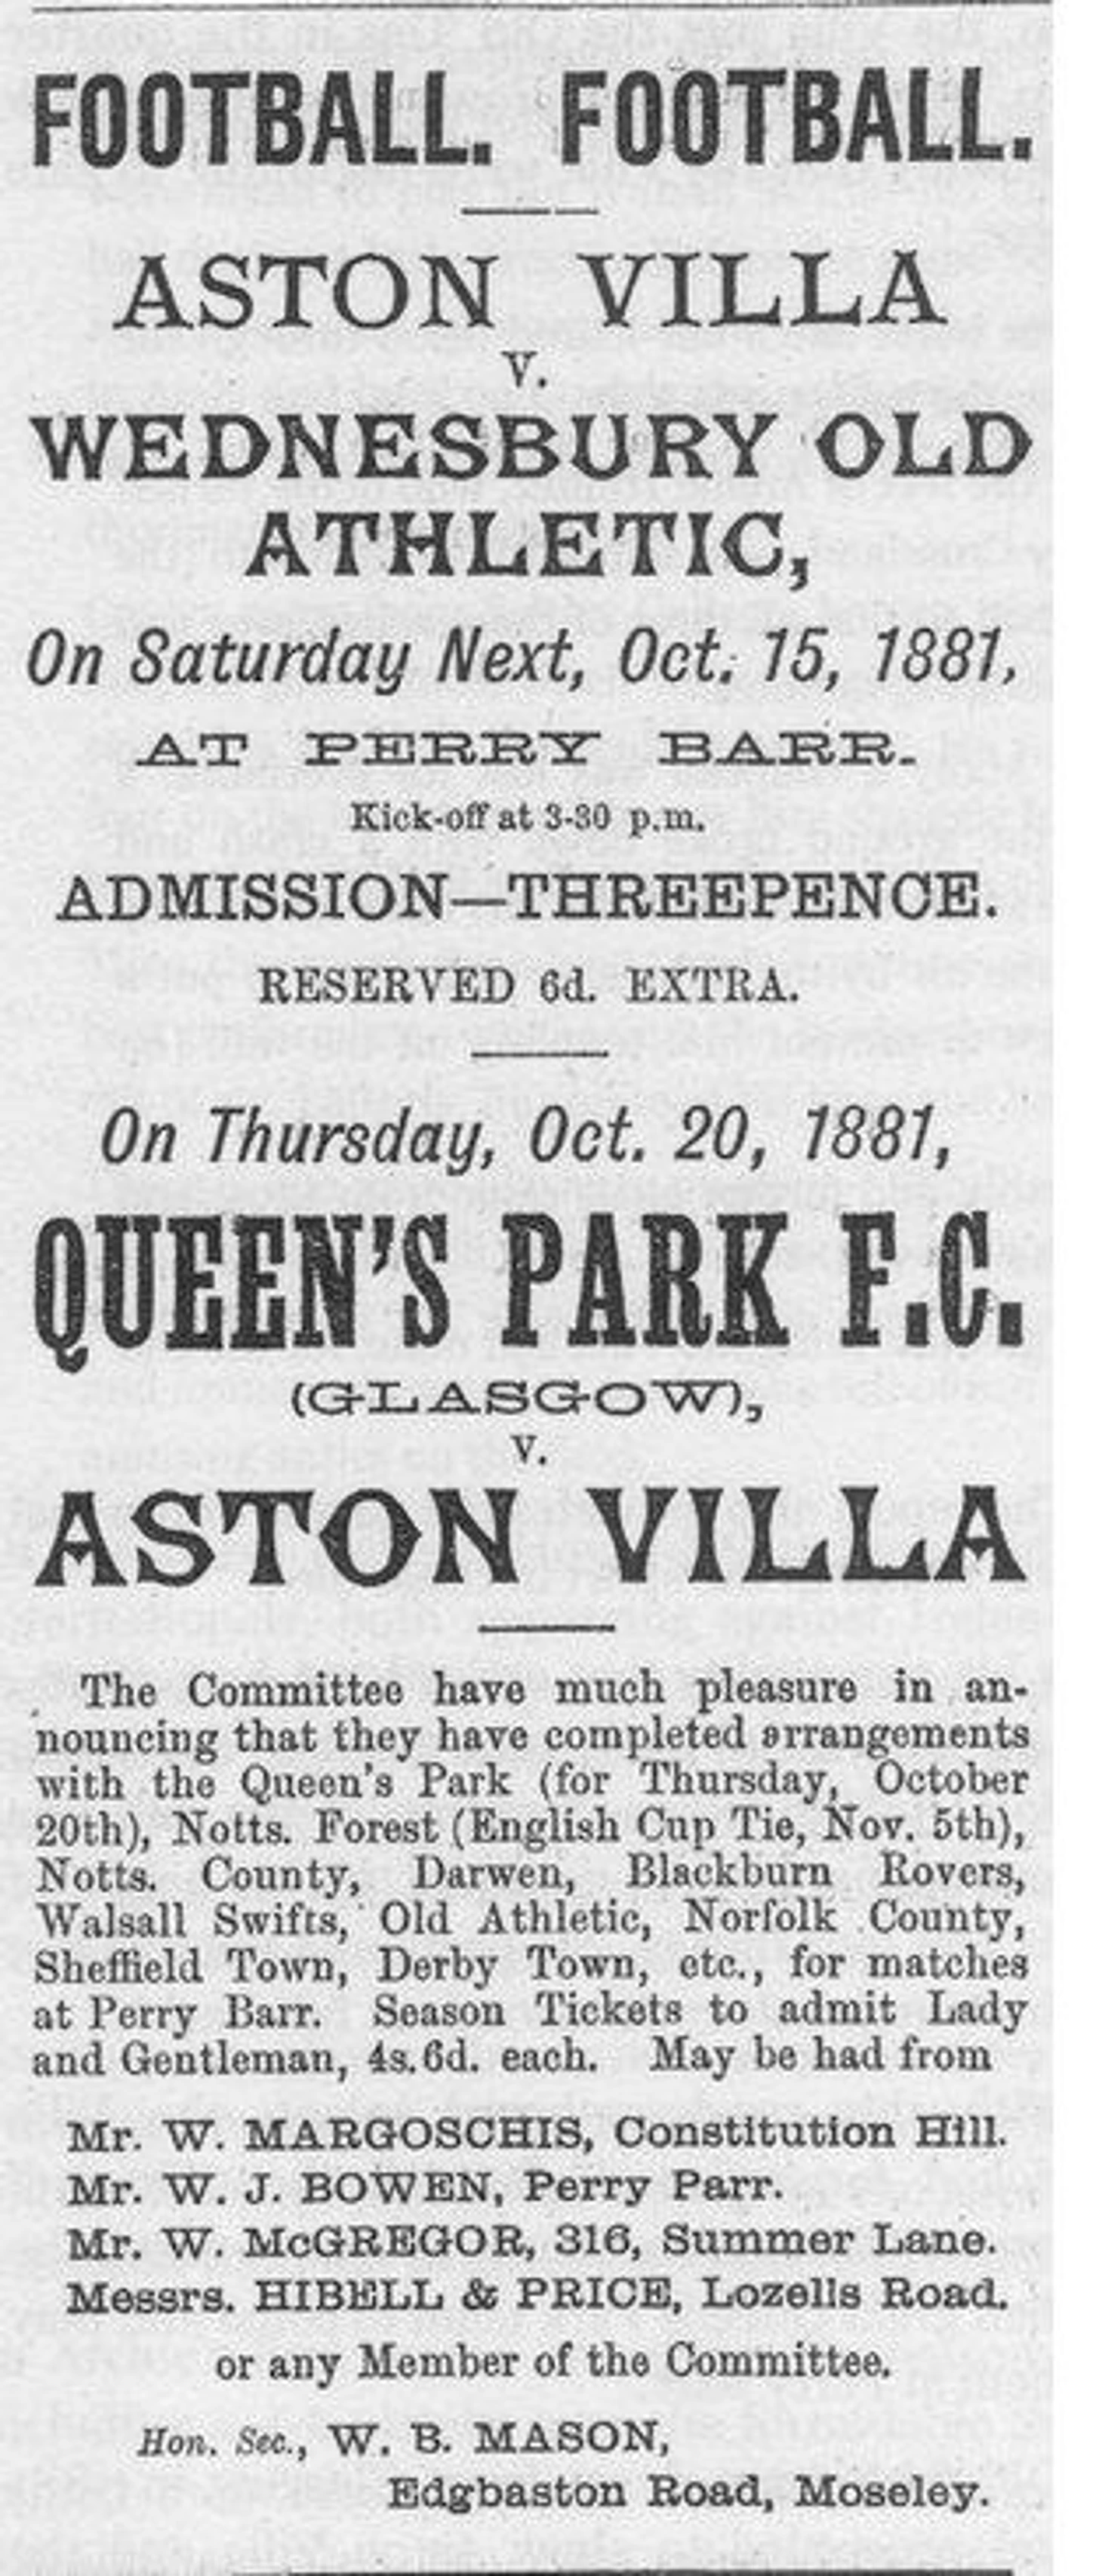 FOOTBALL. FOOTBALL.
ASTON VILLA
v.
WEDNESBURY OLD
ATHLETIC,
On Saturday Next, Oct. 15, 1881,
AT PERRY BARR.
Kick-off at 3-30 p.m.
ADMISSION—THREEPENCE.
RESERVED 6d. EXTRA.
On Thursday, Oct. 20, 1881,
QUEEN'S PARK F.C.
(GLASGOW),
v.
ASTON VILLA
The Committee have much pleasure in an-
nouncing that they have completed arrangements
with the Queen's Park (for Thursday, October
20th), Notts. Forest (English Cup Tie, Nov. 5th),
Notts. County, Darwen, Blackburn Rovers,
Walsall Swifts, Old Athletic, Norfolk County,
Sheffield Town, Derby Town, etc., for matches
at Perry Barr. Season Tickets to admit Lady
and Gentleman, 4s.6d. each. May be had from
Mr. W. MARGOSCHIS, Constitution Hill.
Mr. W. J. BOWEN, Perry Parr.
Mr. W. McGREGOR, 316, Summer Lane.
Messrs. HIBELL & PRICE, Lozells Road.
or any Member of the Committee.
Hon. Sec., W. B. MASON,
Edgbaston Road, Moseley.